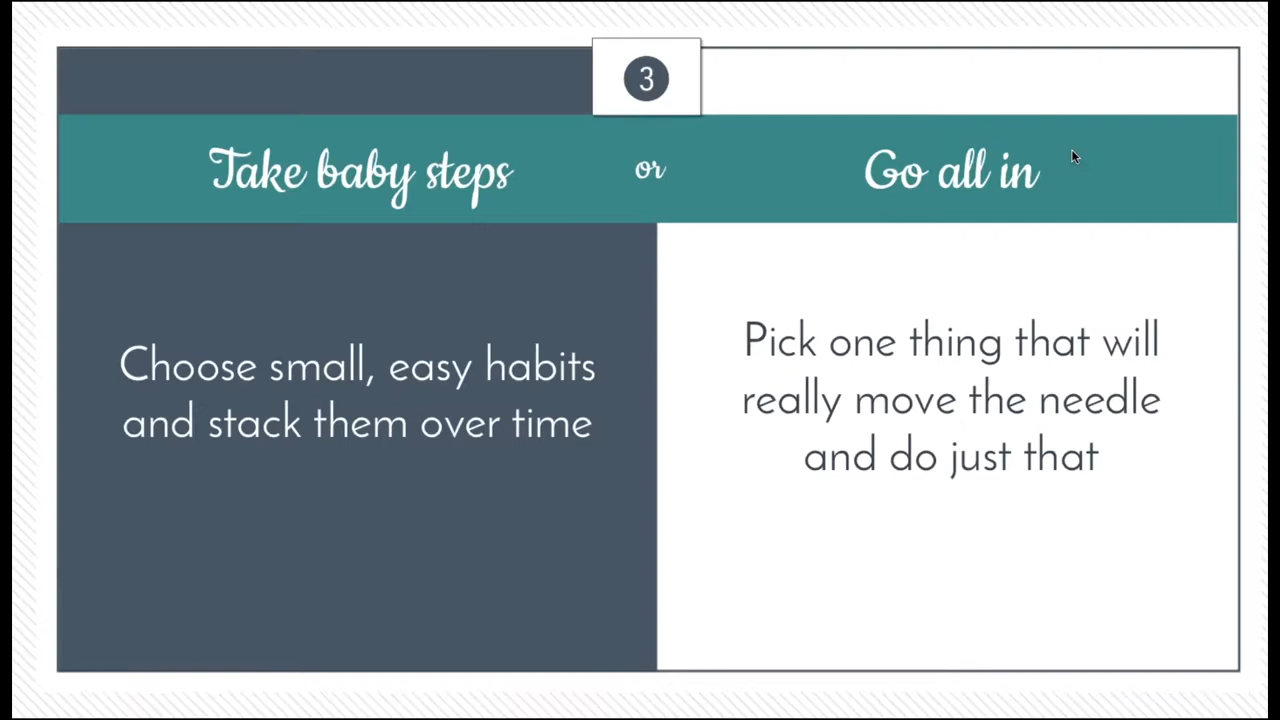 3
Take baby steps
or
Go all in
Choose small, easy habits
and stack them over time
Pick one thing that will
really move the needle
and do just that